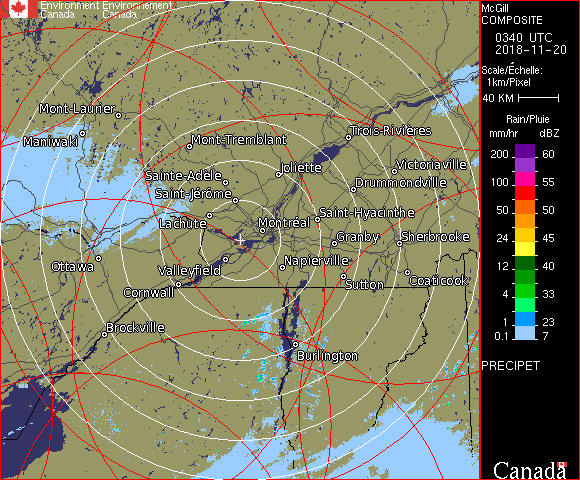 Environment Environnement
Canada Canada
McGill
COMPOSITE
0340 UTC
2018-11-20
Scale/Échelle:
1km/Pixel
40 KM
Rain/Pluie
mm/hr dBZ
200 60
55
100 55
50 50
24 45
12 40
4 33
1 23
0.1 7
PRECIPET
Mont-Laurier
Maniwaki
Mont-Tremblant
Trois-Rivières
Joliette
Victoriaville
Sainte-Adèle
Drummondville
Saint-Jérôme
Saint-Hyacinthe
Lachute
Montréal
Granby
Sherbrooke
Ottawa
Valleyfield
Napierville
Coaticook
Cornwall
Sutton
Brockville
Burlington
Canada